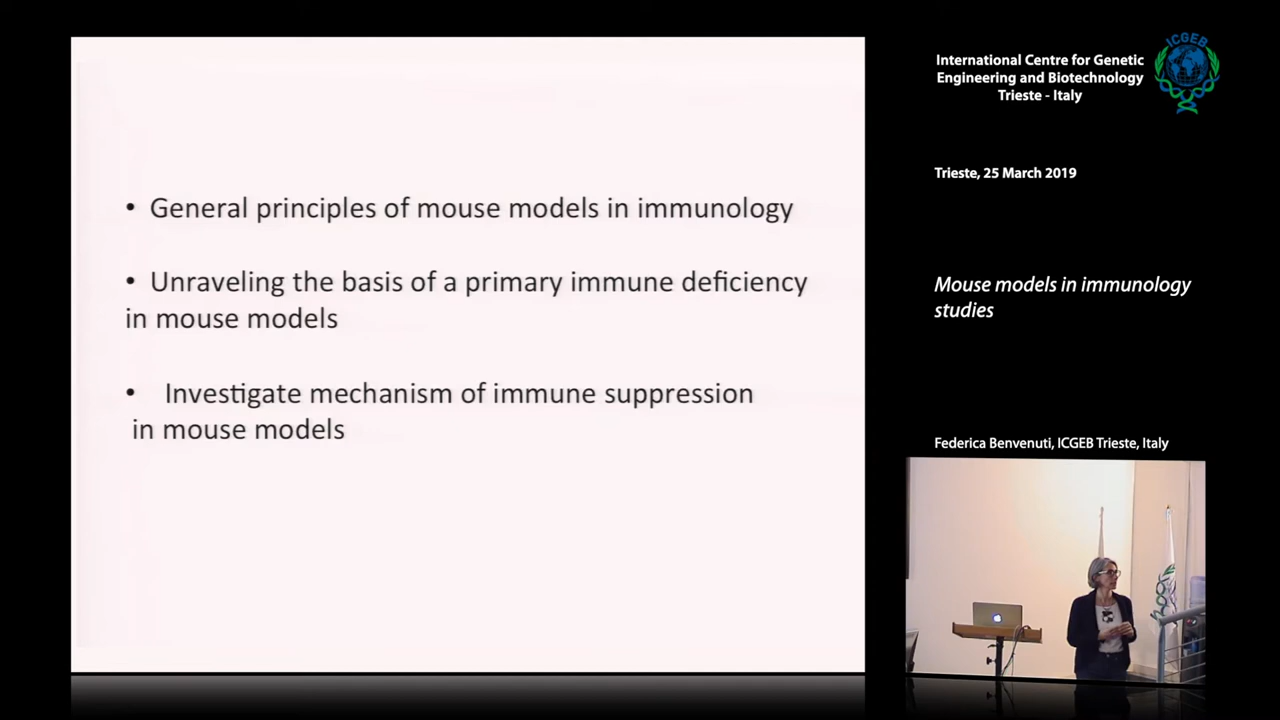 • General principles of mouse models in immunology
• Unraveling the basis of a primary immune deficiency
in mouse models
• Investigate mechanism of immune suppression
in mouse models
International Centre for Genetic
Engineering and Biotechnology
Trieste - Italy
ICGEB
Trieste, 25 March 2019
Mouse models in immunology
studies
Federica Benvenuti, ICGEB Trieste, Italy